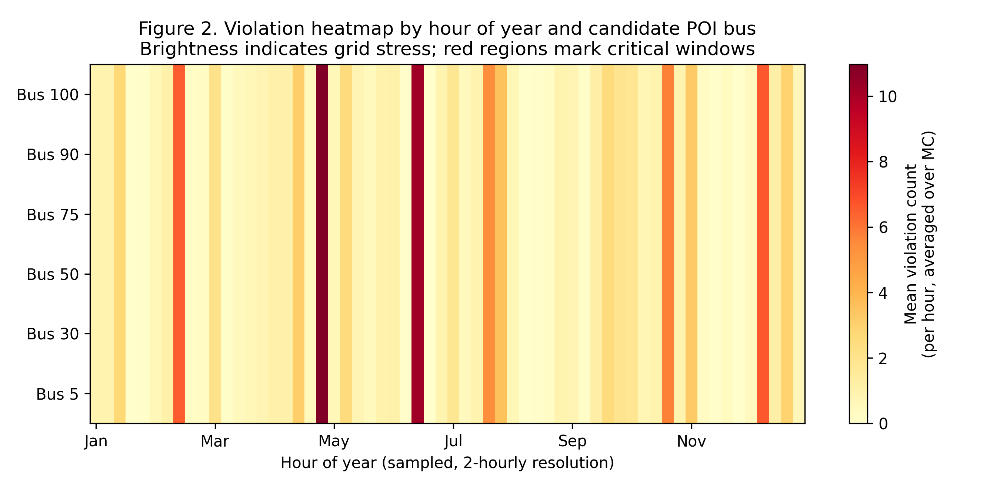 Figure 2. Violation heatmap by hour of year and candidate POI bus
Brightness indicates grid stress; red regions mark critical windows
Bus 100
Bus 90
Bus 75
Bus 50
Bus 30
Bus 5
Jan
Mar
May
Jul
Sep
Nov
Hour of year (sampled, 2-hourly resolution)
10
8
6
4
2
0
Mean violation count
(per hour, averaged over MC)